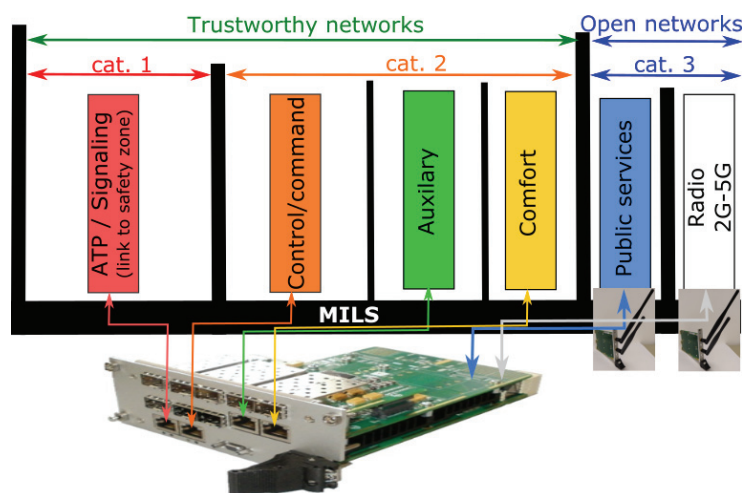 Trustworthy networks
Open networks
cat. 1
cat. 2
cat. 3
ATP / Signaling
(link to safety zone)
Control/command
Auxilary
Comfort
Public services
Radio
2G-5G
MILS